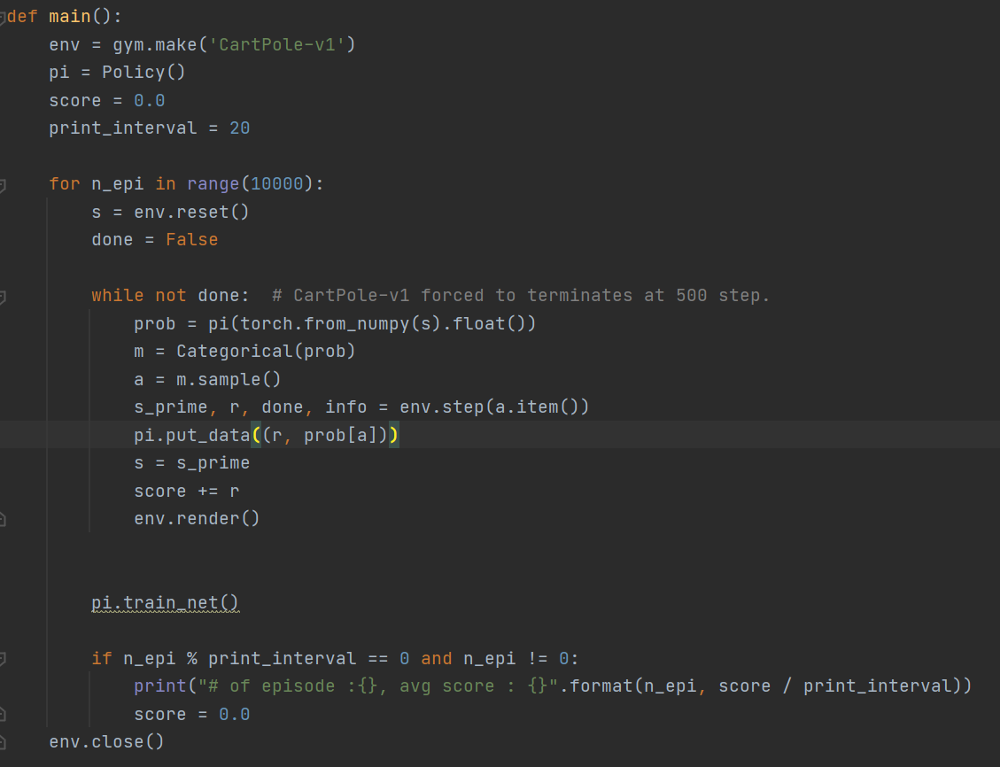 def main():
    env = gym.make('CartPole-v1')
    pi = Policy()
    score = 0.0
    print_interval = 20

    for n_epi in range(10000):
        s = env.reset()
        done = False

        while not done:  # CartPole-v1 forced to terminates at 500 step.
            prob = pi(torch.from_numpy(s).float())
            m = Categorical(prob)
            a = m.sample()
            s_prime, r, done, info = env.step(a.item())
            pi.put_data((r, prob[a]))
            s = s_prime
            score += r
            env.render()


        pi.train_net()

        if n_epi % print_interval == 0 and n_epi != 0:
            print("# of episode :{}, avg score : {}".format(n_epi, score / print_interval))
            score = 0.0
    env.close()